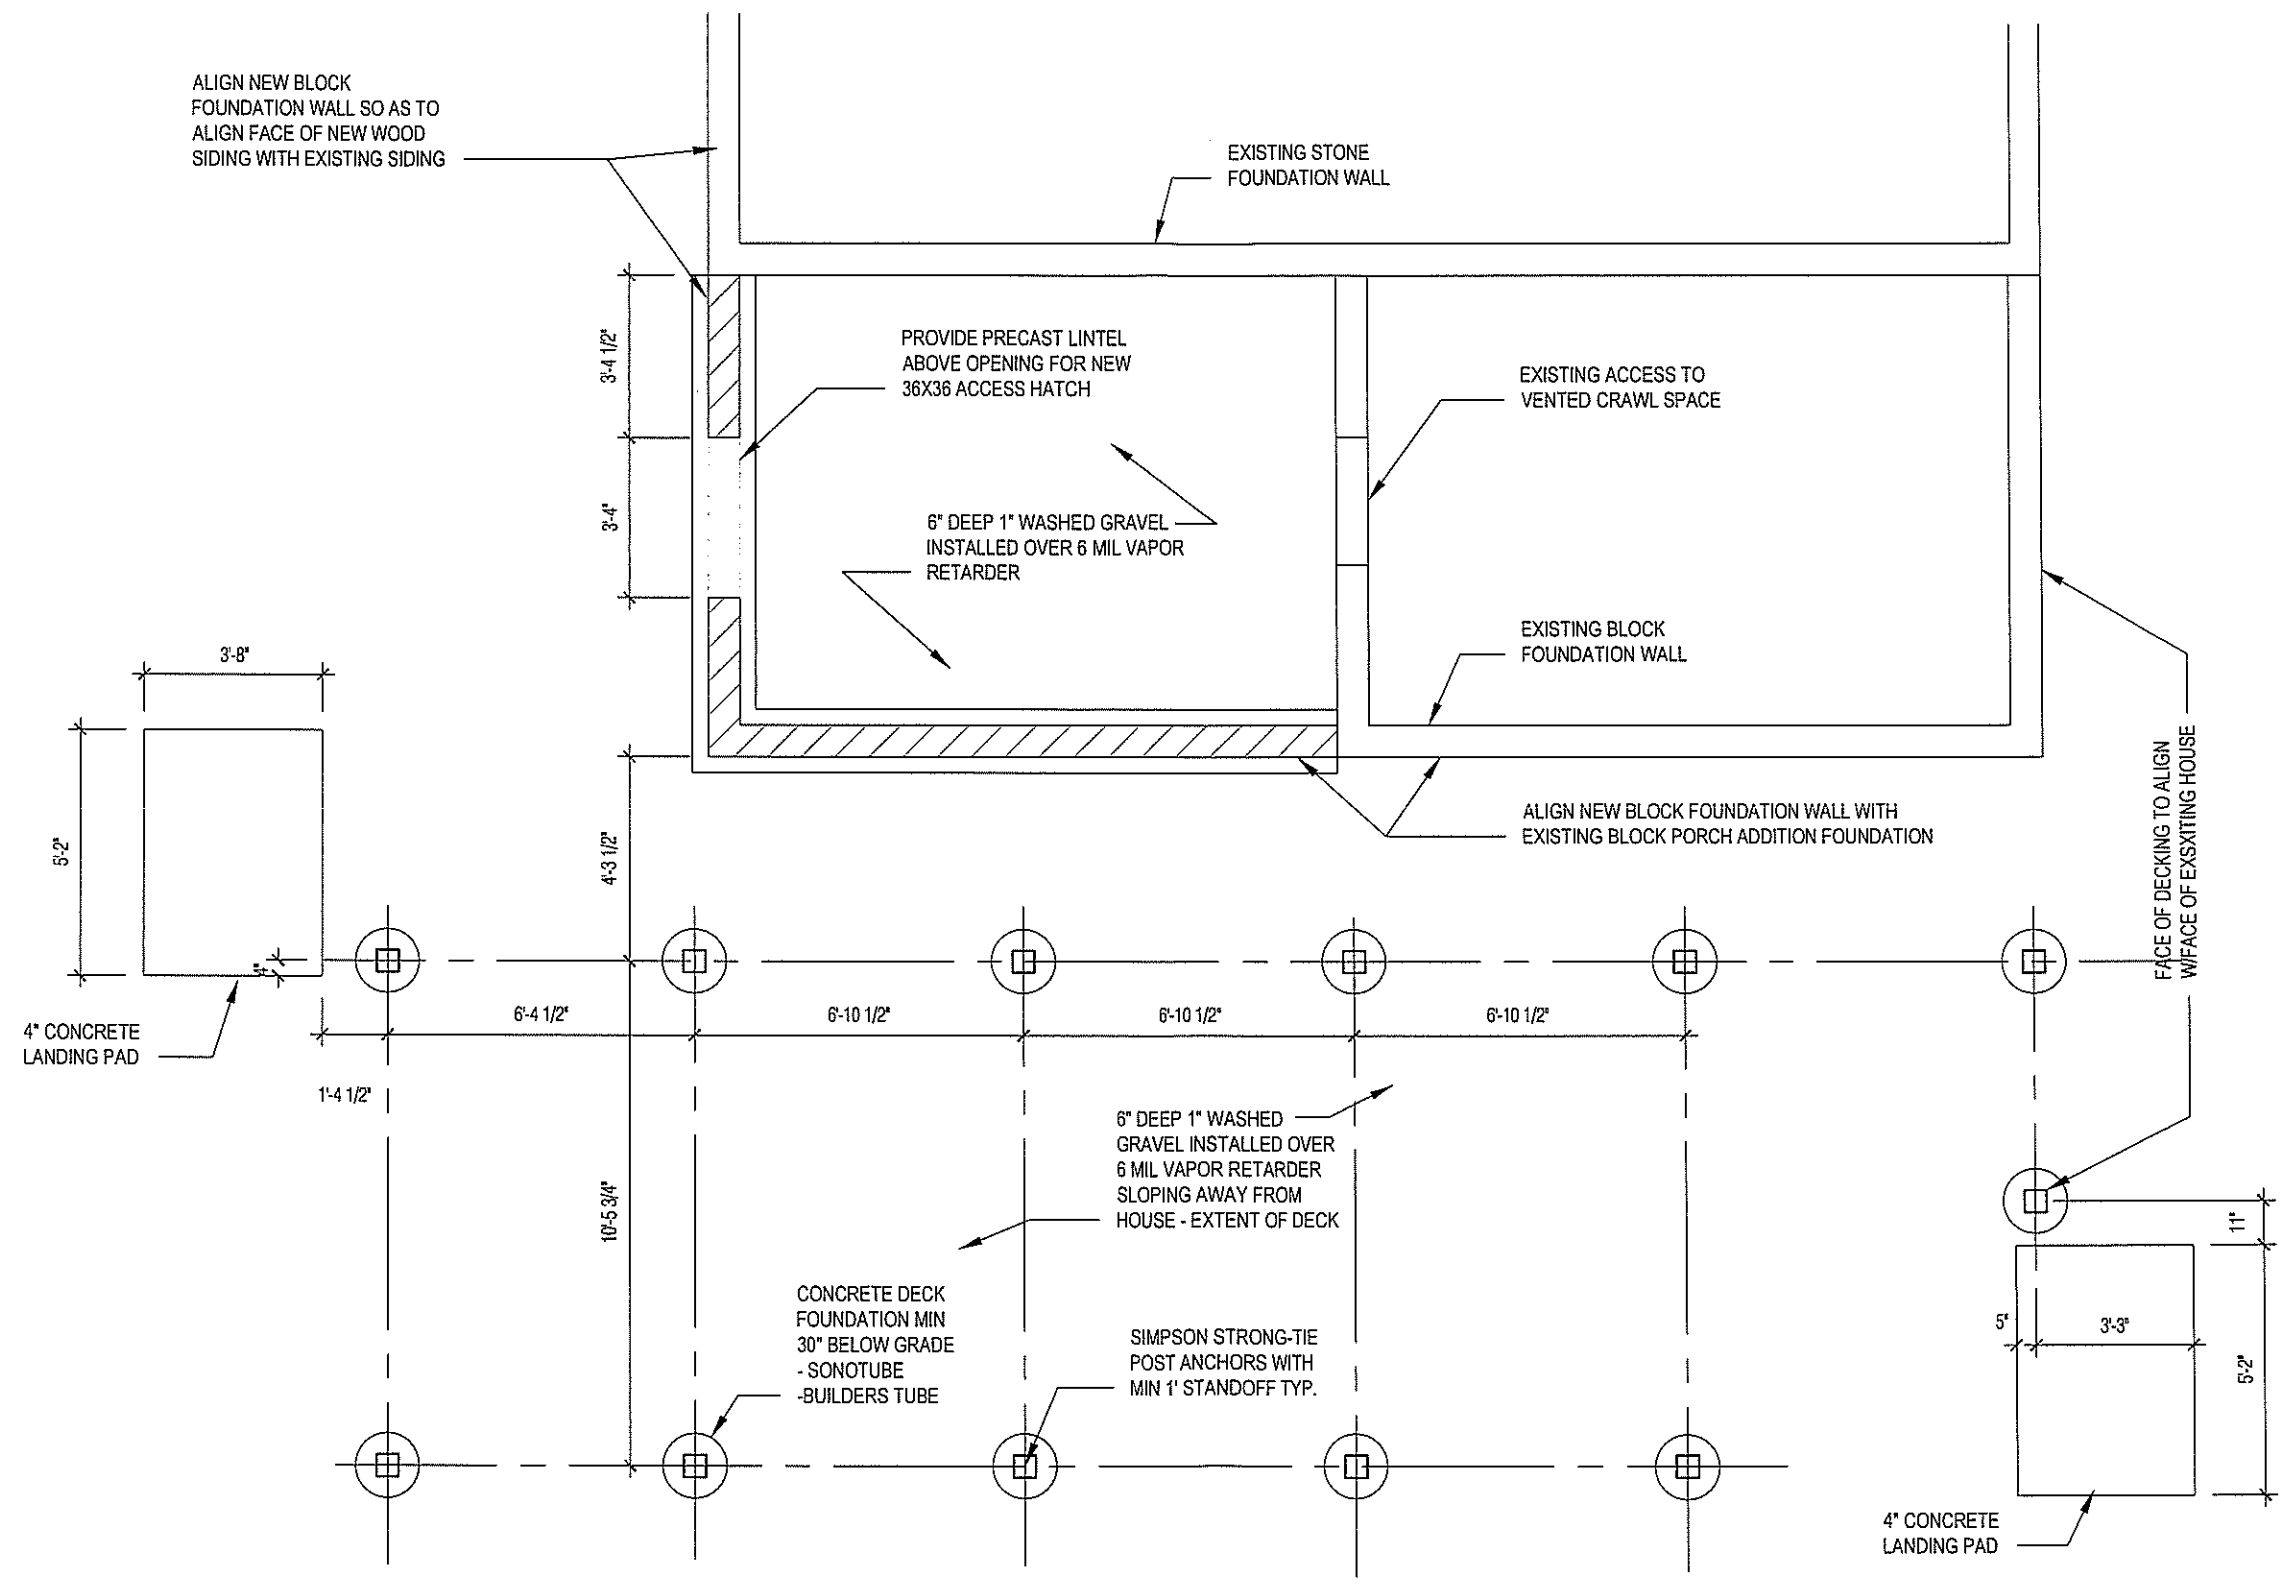 ALIGN NEW BLOCK
FOUNDATION WALL SO AS TO
ALIGN FACE OF NEW WOOD
SIDING WITH EXISTING SIDING
EXISTING STONE
FOUNDATION WALL
PROVIDE PRECAST LINTEL
ABOVE OPENING FOR NEW
36X36 ACCESS HATCH
EXISTING ACCESS TO
VENTED CRAWL SPACE
3'-4 1/2"
3'-4"
6" DEEP 1" WASHED GRAVEL
INSTALLED OVER 6 MIL VAPOR
RETARDER
EXISTING BLOCK
FOUNDATION WALL
3'-8"
5'-2"
4"
4" CONCRETE
LANDING PAD
4'-3 1/2"
ALIGN NEW BLOCK FOUNDATION WALL WITH
EXISTING BLOCK PORCH ADDITION FOUNDATION
FACE OF DECKING TO ALIGN
W/FACE OF EXSXITING HOUSE
6'-4 1/2"
6'-10 1/2"
6'-10 1/2"
6'-10 1/2"
1'-4 1/2"
10'-5 3/4"
6" DEEP 1" WASHED
GRAVEL INSTALLED OVER
6 MIL VAPOR RETARDER
SLOPING AWAY FROM
HOUSE - EXTENT OF DECK
CONCRETE DECK
FOUNDATION MIN
30" BELOW GRADE
- SONOTUBE
-BUILDERS TUBE
SIMPSON STRONG-TIE
POST ANCHORS WITH
MIN 1' STANDOFF TYP.
11"
5"
3'-3"
5'-2"
4" CONCRETE
LANDING PAD